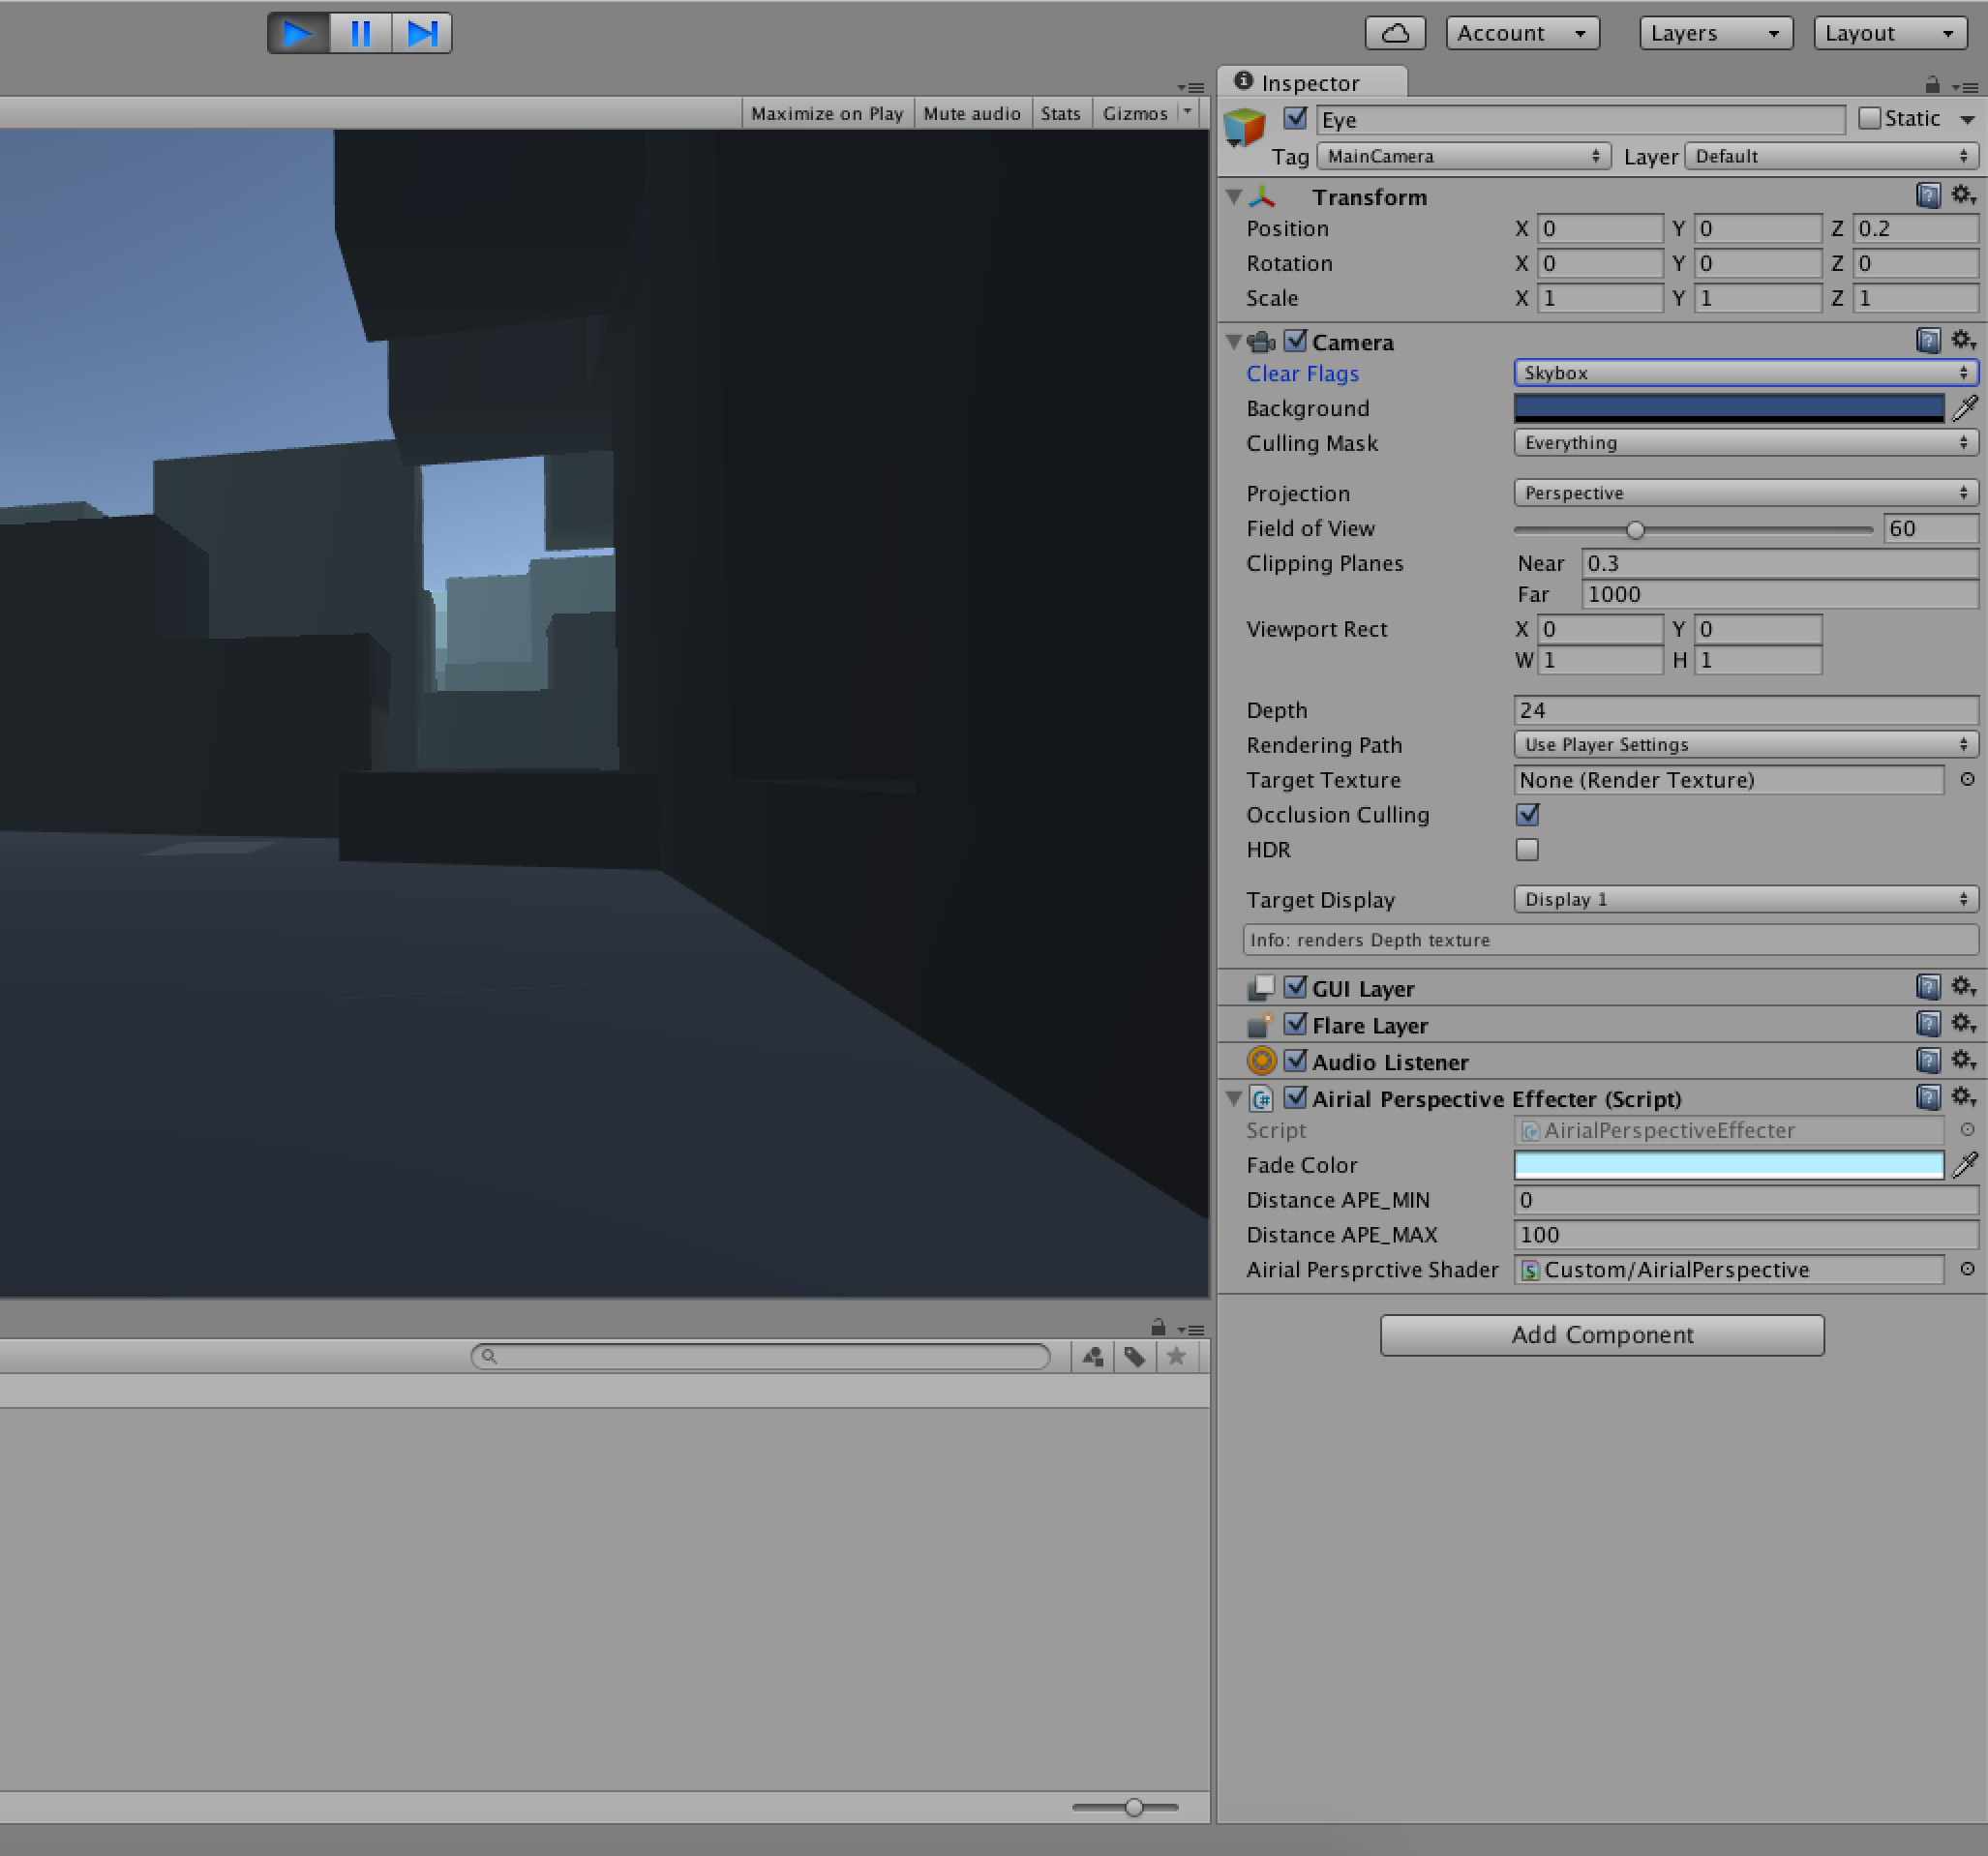 Account
Layers
Layout
Inspector
Maximize on Play
Mute audio
Stats
Gizmos
Eye
Static
Tag
MainCamera
Layer
Default
Transform
Position X 0 Y 0 Z 0.2
Rotation X 0 Y 0 Z 0
Scale X 1 Y 1 Z 1
Camera
Clear Flags Skybox
Background
Culling Mask Everything
Projection Perspective
Field of View 60
Clipping Planes Near 0.3
Far 1000
Viewport Rect X 0 Y 0
W 1 H 1
Depth 24
Rendering Path Use Player Settings
Target Texture None (Render Texture)
Occlusion Culling
HDR
Target Display Display 1
Info: renders Depth texture
GUI Layer
Flare Layer
Audio Listener
C# Airial Perspective Effecter (Script)
Script AirialPerspectiveEffecter
Fade Color
Distance APE_MIN 0
Distance APE_MAX 100
Airial Persprctive Shader S Custom/AirialPerspective
Add Component